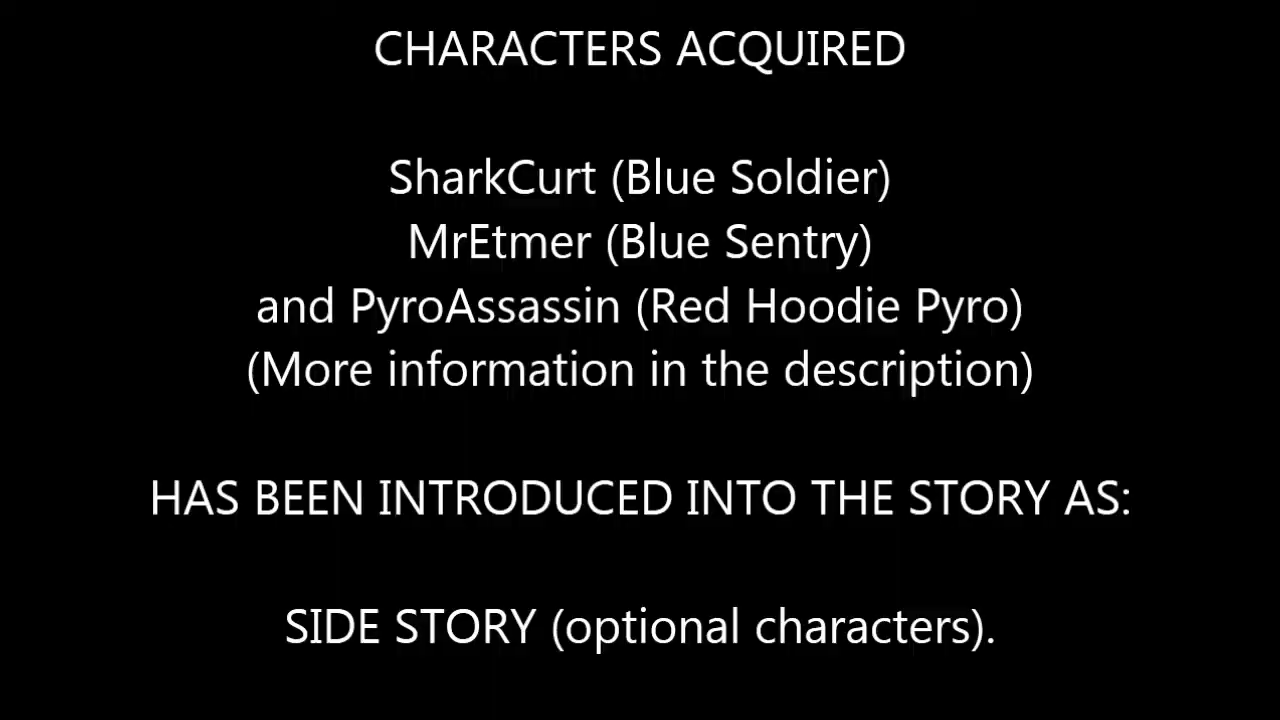 CHARACTERS ACQUIRED
SharkCurt (Blue Soldier)
MrEtmer (Blue Sentry)
and PyroAssassin (Red Hoodie Pyro)
(More information in the description)
HAS BEEN INTRODUCED INTO THE STORY AS:
SIDE STORY (optional characters).